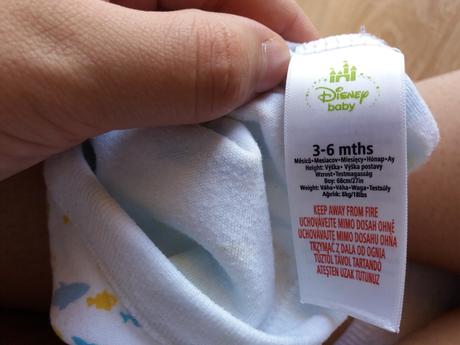 Disney
baby
3-6 mths
Měsíců•Mesiacov•Miesięcy•Hónap•Ay
Height: Výška•Výška postavy
Wzrost•Testmagasság
Boy: 68cm/27in
Weight: Váha•Váha•Waga•Testsúly
Ağırlık: 8kg/18lbs
KEEP AWAY FROM FIRE
UCHOVÁVEJTE MIMO DOSAH OHNĚ
UCHOVÁVAJTE MIMO DOSAHU OHŇA
TRZYMAĆ Z DALA OD OGNIA
TŰZTŐL TÁVOL TARTANDÓ
ATEŞTEN UZAK TUTUNUZ